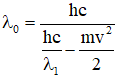 λ₀ = hc / (hc/λ₁ − mv²/2)